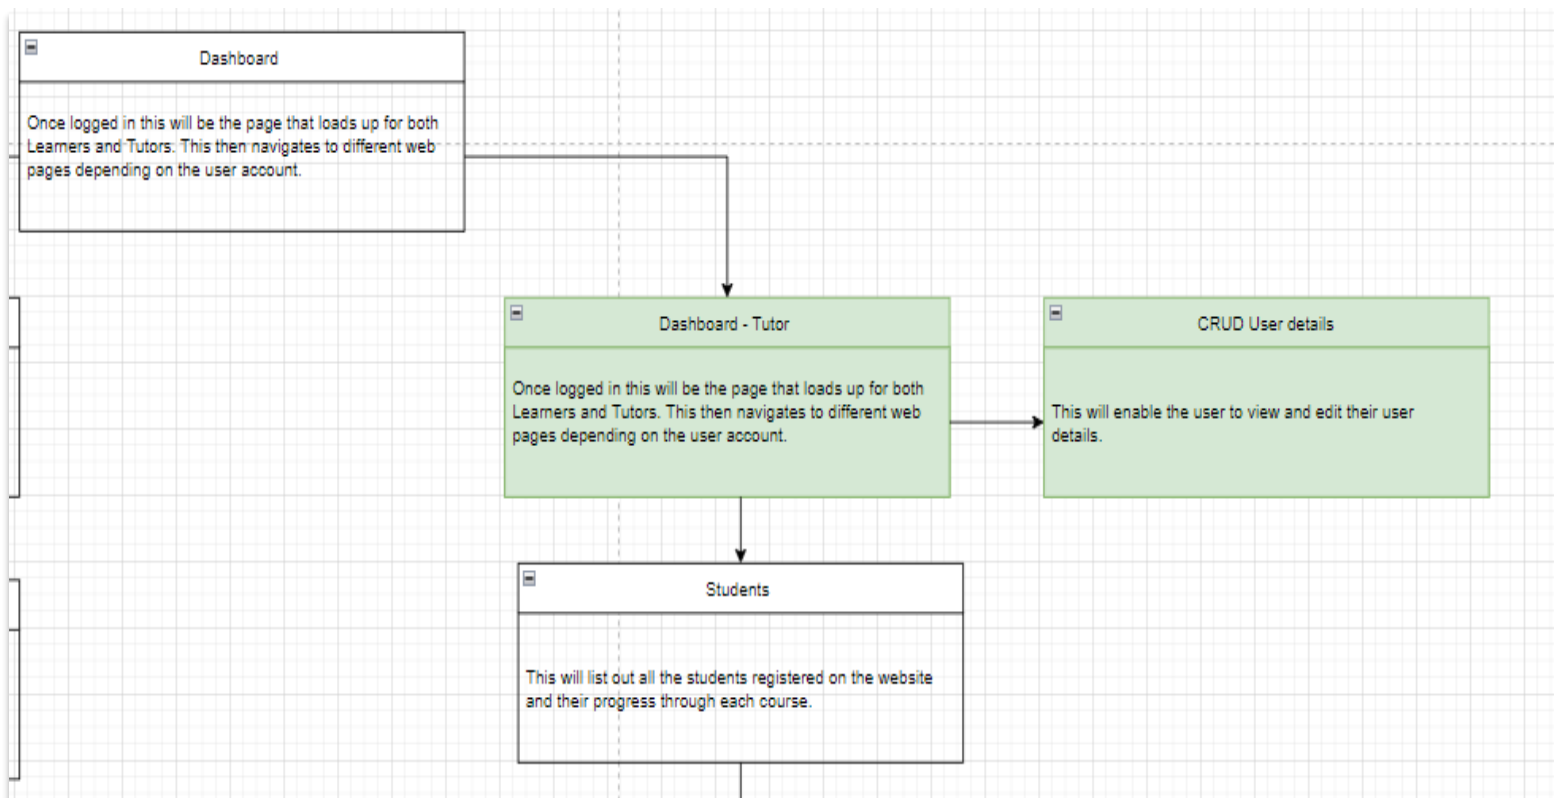 Dashboard
Once logged in this will be the page that loads up for both
Learners and Tutors. This then navigates to different web
pages depending on the user account.
Dashboard - Tutor
Once logged in this will be the page that loads up for both
Learners and Tutors. This then navigates to different web
pages depending on the user account.
CRUD User details
This will enable the user to view and edit their user
details.
Students
This will list out all the students registered on the website
and their progress through each course.